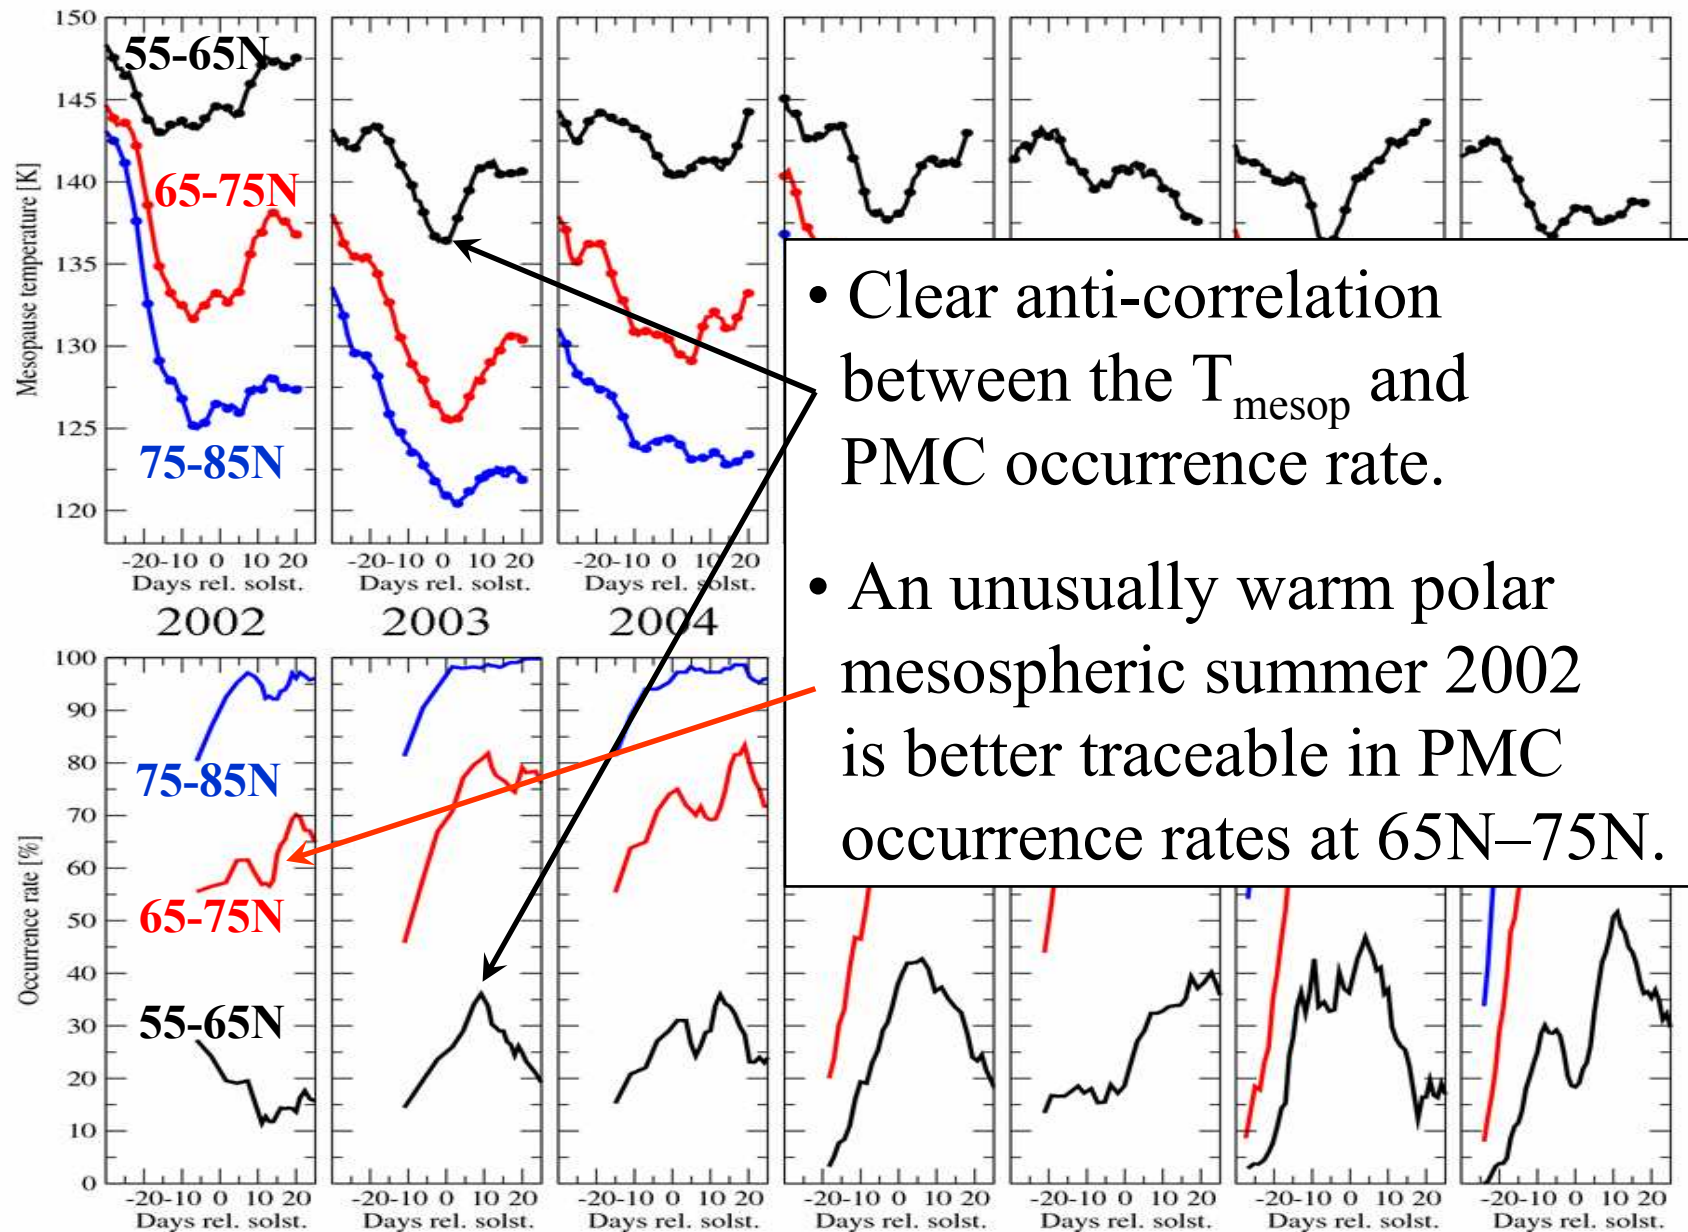 150
145
140
135
130
125
120
Mesopause temperature [K]
55-65N
65-75N
75-85N
-20-10 0 10 20
-20-10 0 10 20
-20-10 0 10 20
Days rel. solst.
Days rel. solst.
Days rel. solst.
2002
2003
2004
• Clear anti-correlation
between the Tmesop and
PMC occurrence rate.
• An unusually warm polar
mesospheric summer 2002
is better traceable in PMC
occurrence rates at 65N–75N.
100
90
80
70
60
50
40
30
20
10
0
Occurrence rate [%]
75-85N
65-75N
55-65N
-20-10 0 10 20
-20-10 0 10 20
-20-10 0 10 20
-20-10 0 10 20
-20-10 0 10 20
-20-10 0 10 20
-20-10 0 10 20
Days rel. solst.
Days rel. solst.
Days rel. solst.
Days rel. solst.
Days rel. solst.
Days rel. solst.
Days rel. solst.